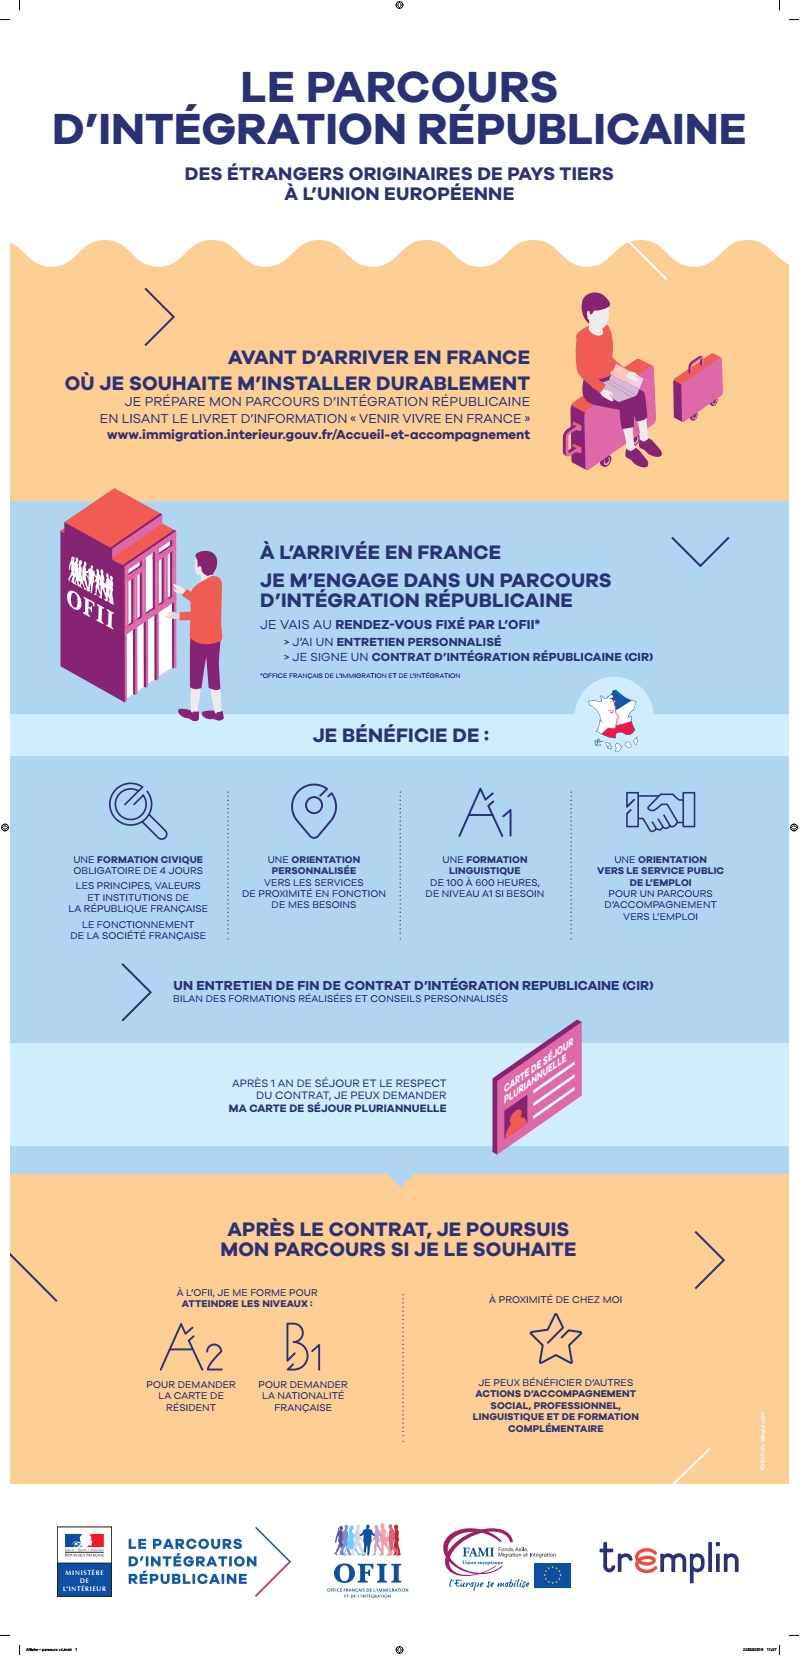 LE PARCOURS
D'INTÉGRATION RÉPUBLICAINE
DES ÉTRANGERS ORIGINAIRES DE PAYS TIERS
À L'UNION EUROPÉENNE
AVANT D'ARRIVER EN FRANCE
OÙ JE SOUHAITE M'INSTALLER DURABLEMENT
JE PRÉPARE MON PARCOURS D'INTÉGRATION RÉPUBLICAINE
EN LISANT LE LIVRET D'INFORMATION « VENIR VIVRE EN FRANCE »
www.immigration.interieur.gouv.fr/Accueil-et-accompagnement
OFII
À L'ARRIVÉE EN FRANCE
JE M'ENGAGE DANS UN PARCOURS
D'INTÉGRATION RÉPUBLICAINE
JE VAIS AU RENDEZ-VOUS FIXÉ PAR L'OFII*
> J'AI UN ENTRETIEN PERSONNALISÉ
> JE SIGNE UN CONTRAT D'INTÉGRATION RÉPUBLICAINE (CIR)
*OFFICE FRANÇAIS DE L'IMMIGRATION ET DE L'INTÉGRATION
JE BÉNÉFICIE DE :
UNE FORMATION CIVIQUE
OBLIGATOIRE DE 4 JOURS
LES PRINCIPES, VALEURS
ET INSTITUTIONS DE
LA RÉPUBLIQUE FRANÇAISE
LE FONCTIONNEMENT
DE LA SOCIÉTÉ FRANÇAISE
UNE ORIENTATION
PERSONNALISÉE
VERS LES SERVICES
DE PROXIMITÉ EN FONCTION
DE MES BESOINS
A1
UNE FORMATION
LINGUISTIQUE
DE 100 À 600 HEURES,
DE NIVEAU A1 SI BESOIN
UNE ORIENTATION
VERS LE SERVICE PUBLIC
DE L'EMPLOI
POUR UN PARCOURS
D'ACCOMPAGNEMENT
VERS L'EMPLOI
UN ENTRETIEN DE FIN DE CONTRAT D'INTÉGRATION REPUBLICAINE (CIR)
BILAN DES FORMATIONS RÉALISÉES ET CONSEILS PERSONNALISÉS
APRÈS 1 AN DE SÉJOUR ET LE RESPECT
DU CONTRAT, JE PEUX DEMANDER
MA CARTE DE SÉJOUR PLURIANNUELLE
CARTE DE SÉJOUR
PLURIANNUELLE
APRÈS LE CONTRAT, JE POURSUIS
MON PARCOURS SI JE LE SOUHAITE
À L'OFII, JE ME FORME POUR
ATTEINDRE LES NIVEAUX :
A2
POUR DEMANDER
LA CARTE DE
RÉSIDENT
B1
POUR DEMANDER
LA NATIONALITÉ
FRANÇAISE
À PROXIMITÉ DE CHEZ MOI
JE PEUX BÉNÉFICIER D'AUTRES
ACTIONS D'ACCOMPAGNEMENT
SOCIAL, PROFESSIONNEL,
LINGUISTIQUE ET DE FORMATION
COMPLÉMENTAIRE
RÉPUBLIQUE FRANÇAISE
MINISTÈRE
DE
L'INTÉRIEUR
LE PARCOURS
D'INTÉGRATION
RÉPUBLICAINE
OFII
OFFICE FRANÇAIS DE L'IMMIGRATION
ET DE L'INTÉGRATION
FAMI
Fonds Asile,
Migration et Intégration
Union européenne
l'Europe se mobilise
tremplin